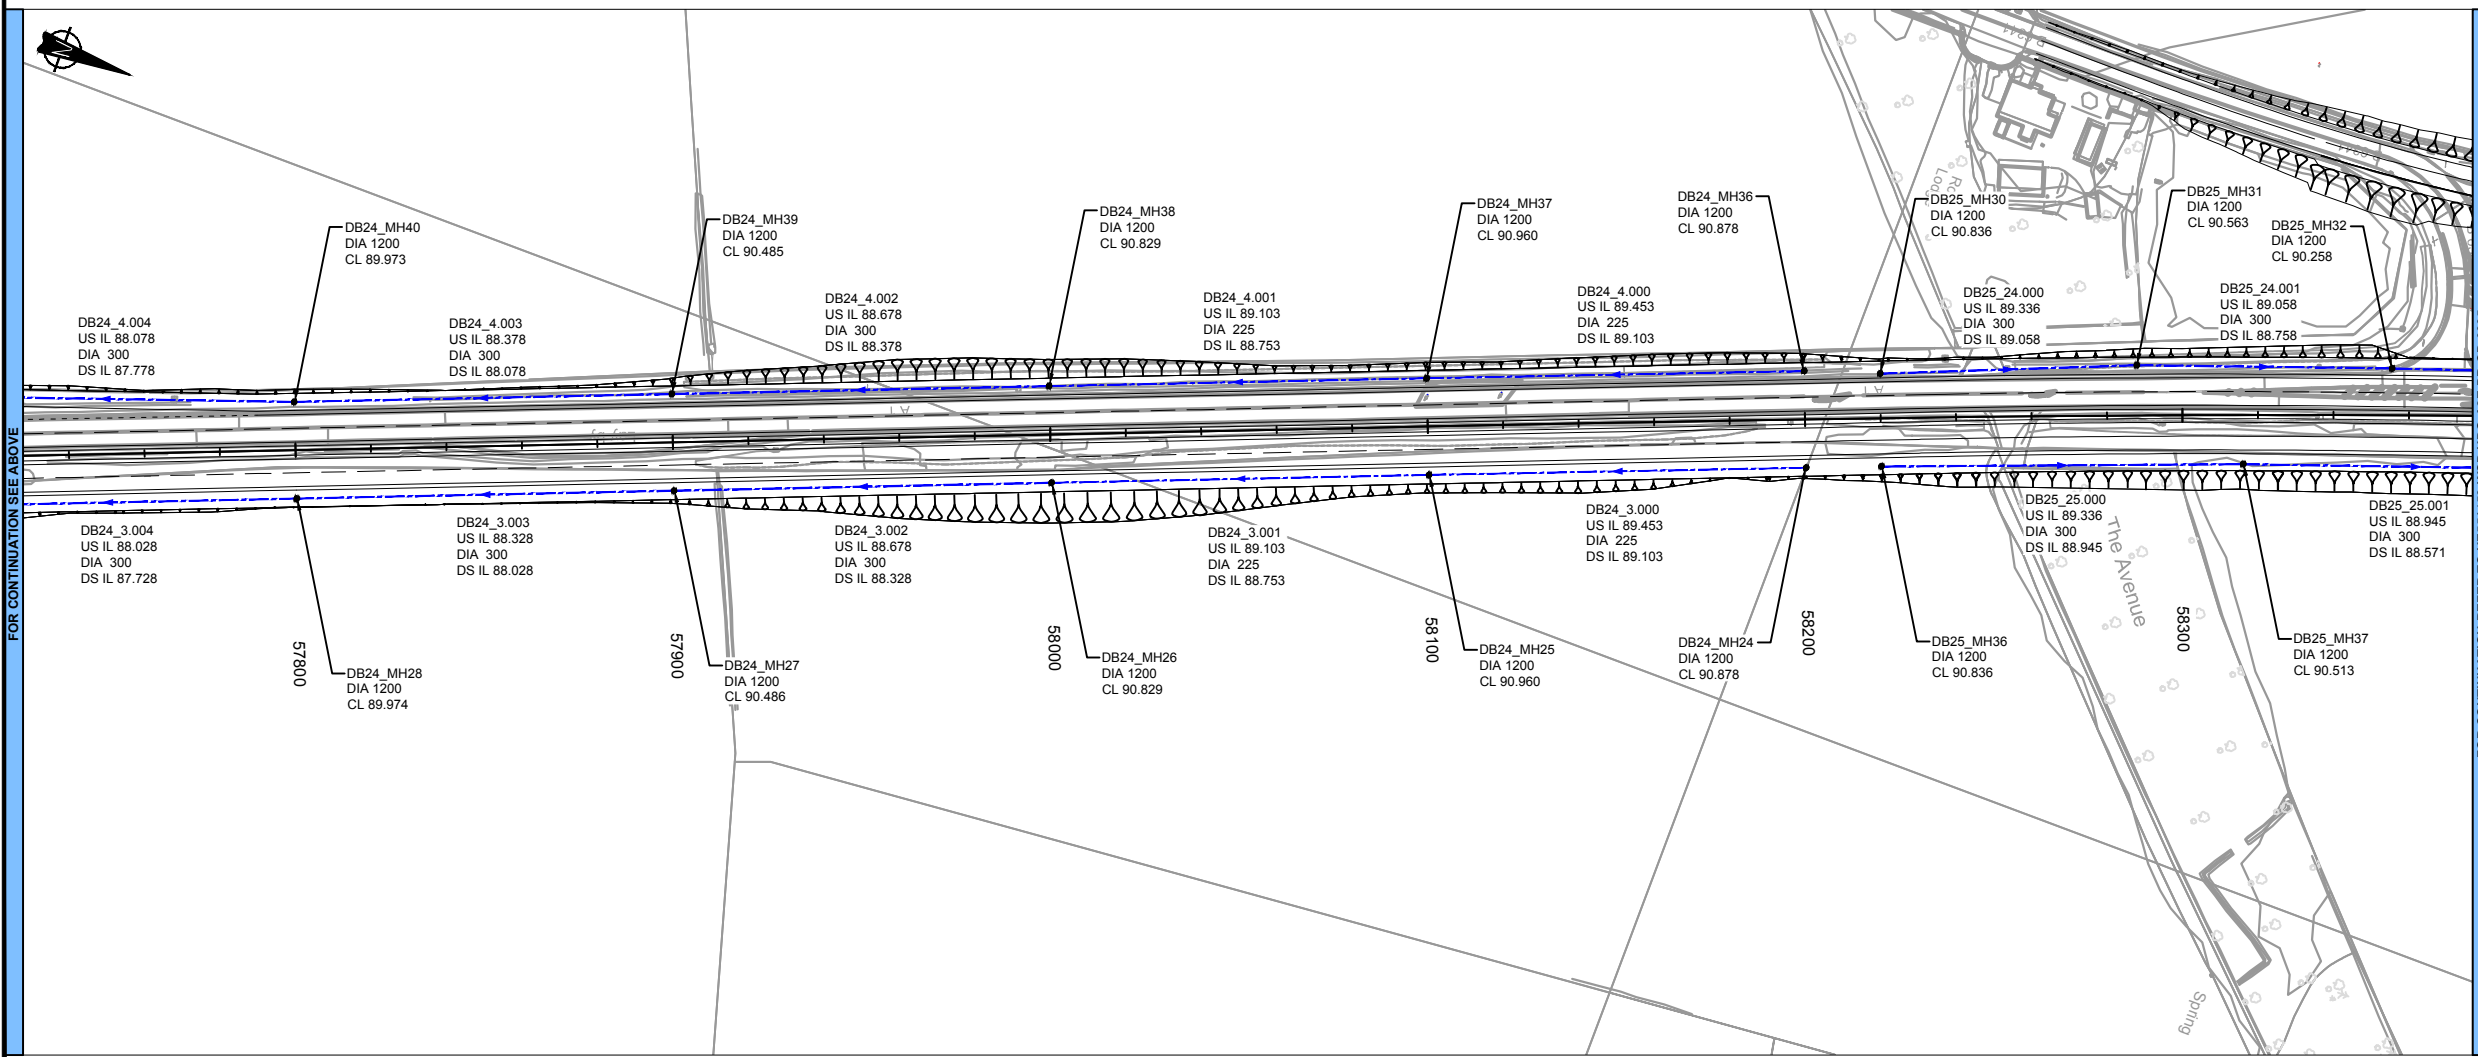 FOR CONTINUATION SEE ABOVE
N
DB24_MH40
DIA 1200
CL 89.973
DB24_MH39
DIA 1200
CL 90.485
DB24_MH38
DIA 1200
CL 90.829
DB24_MH37
DIA 1200
CL 90.960
DB24_MH36
DIA 1200
CL 90.878
DB25_MH30
DIA 1200
CL 90.836
DB25_MH31
DIA 1200
CL 90.563
DB25_MH32
DIA 1200
CL 90.258
DB24_4.004
US IL 88.078
DIA 300
DS IL 87.778
DB24_4.003
US IL 88.378
DIA 300
DS IL 88.078
DB24_4.002
US IL 88.678
DIA 300
DS IL 88.378
DB24_4.001
US IL 89.103
DIA 225
DS IL 88.753
DB24_4.000
US IL 89.453
DIA 225
DS IL 89.103
DB25_24.000
US IL 89.336
DIA 300
DS IL 89.058
DB25_24.001
US IL 89.058
DIA 300
DS IL 88.758
B 6341
A 1
A 1
Lay-by
DB24_3.004
US IL 88.028
DIA 300
DS IL 87.728
DB24_3.003
US IL 88.328
DIA 300
DS IL 88.028
DB24_3.002
US IL 88.678
DIA 300
DS IL 88.328
DB24_3.001
US IL 89.103
DIA 225
DS IL 88.753
DB24_3.000
US IL 89.453
DIA 225
DS IL 89.103
DB25_25.000
US IL 89.336
DIA 300
DS IL 88.945
DB25_25.001
US IL 88.945
DIA 300
DS IL 88.571
57800
57900
58000
58100
58200
58300
DB24_MH28
DIA 1200
CL 89.974
DB24_MH27
DIA 1200
CL 90.486
DB24_MH26
DIA 1200
CL 90.829
DB24_MH25
DIA 1200
CL 90.960
DB24_MH24
DIA 1200
CL 90.878
DB25_MH36
DIA 1200
CL 90.836
DB25_MH37
DIA 1200
CL 90.513
The Avenue
Spring